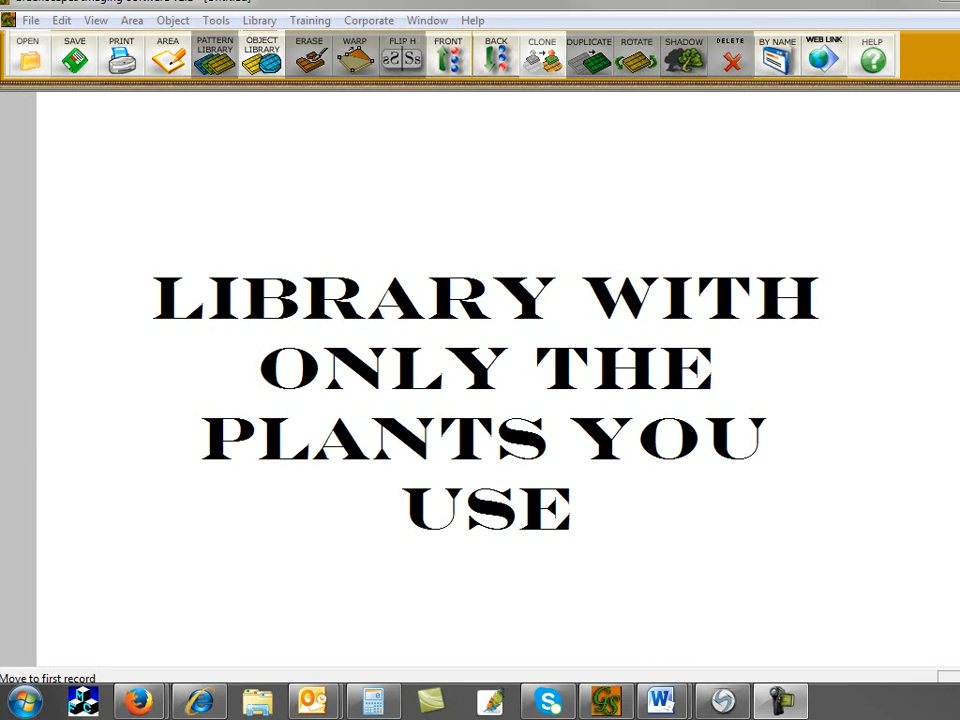 File Edit View Area Object Tools Library Training Corporate Window Help
OPEN SAVE PRINT AREA PATTERN LIBRARY OBJECT LIBRARY ERASE WARP FLIP H FRONT BACK CLONE DUPLICATE ROTATE SHADOW DELETE BY NAME WEB LINK HELP
LIBRARY WITH
ONLY THE
PLANTS YOU
USE
Move to first record